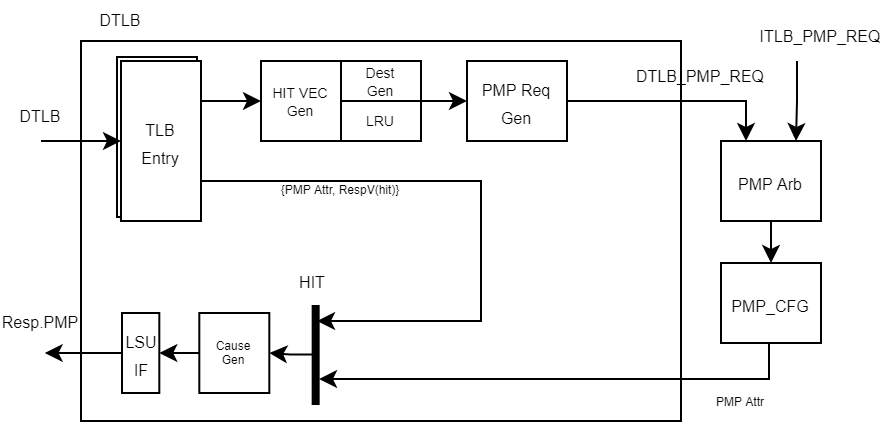 DTLB
ITLB_PMP_REQ
DTLB_PMP_REQ
DTLB
TLB
Entry
HIT VEC
Gen
Dest
Gen
LRU
PMP Req
Gen
PMP Arb
{PMP Attr, RespV(hit)}
HIT
PMP_CFG
Resp.PMP
LSU
IF
Cause
Gen
PMP Attr